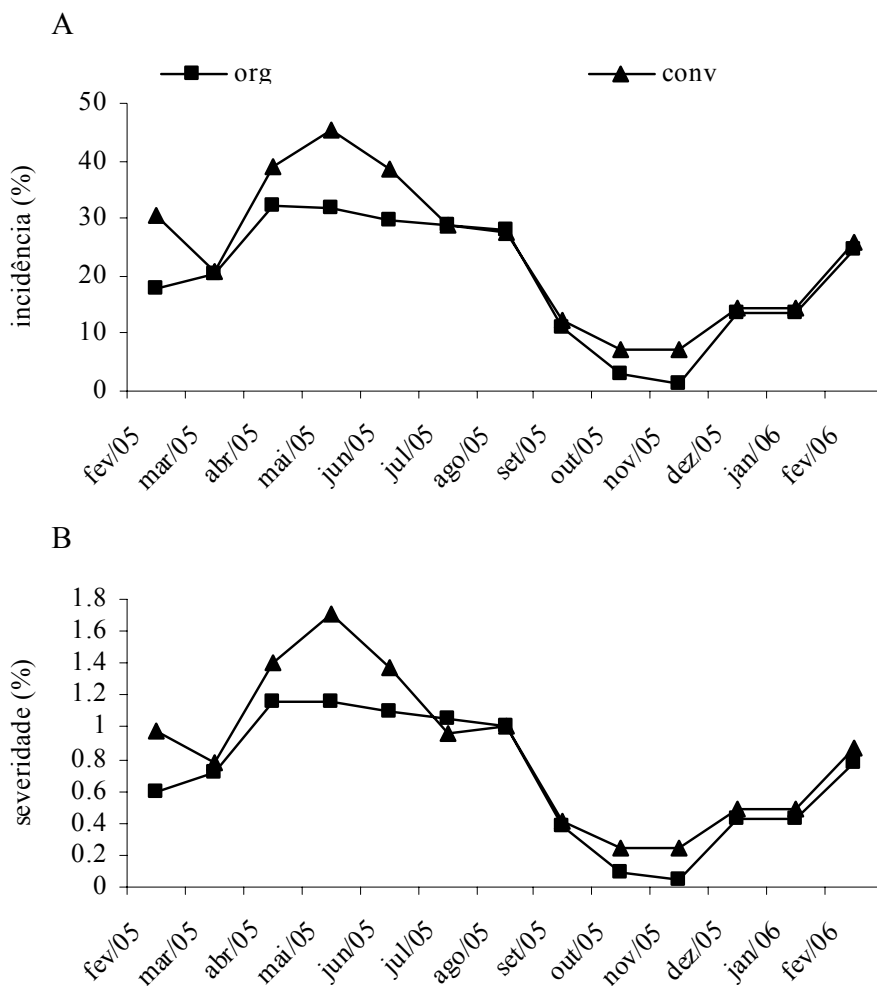 A
org conv
50
40
30
20
10
0
incidência (%)
fev/05 mar/05 abr/05 mai/05 jun/05 jul/05 ago/05 set/05 out/05 nov/05 dez/05 jan/06 fev/06
B
1.8
1.6
1.4
1.2
1
0.8
0.6
0.4
0.2
0
severidade (%)
fev/05 mar/05 abr/05 mai/05 jun/05 jul/05 ago/05 set/05 out/05 nov/05 dez/05 jan/06 fev/06